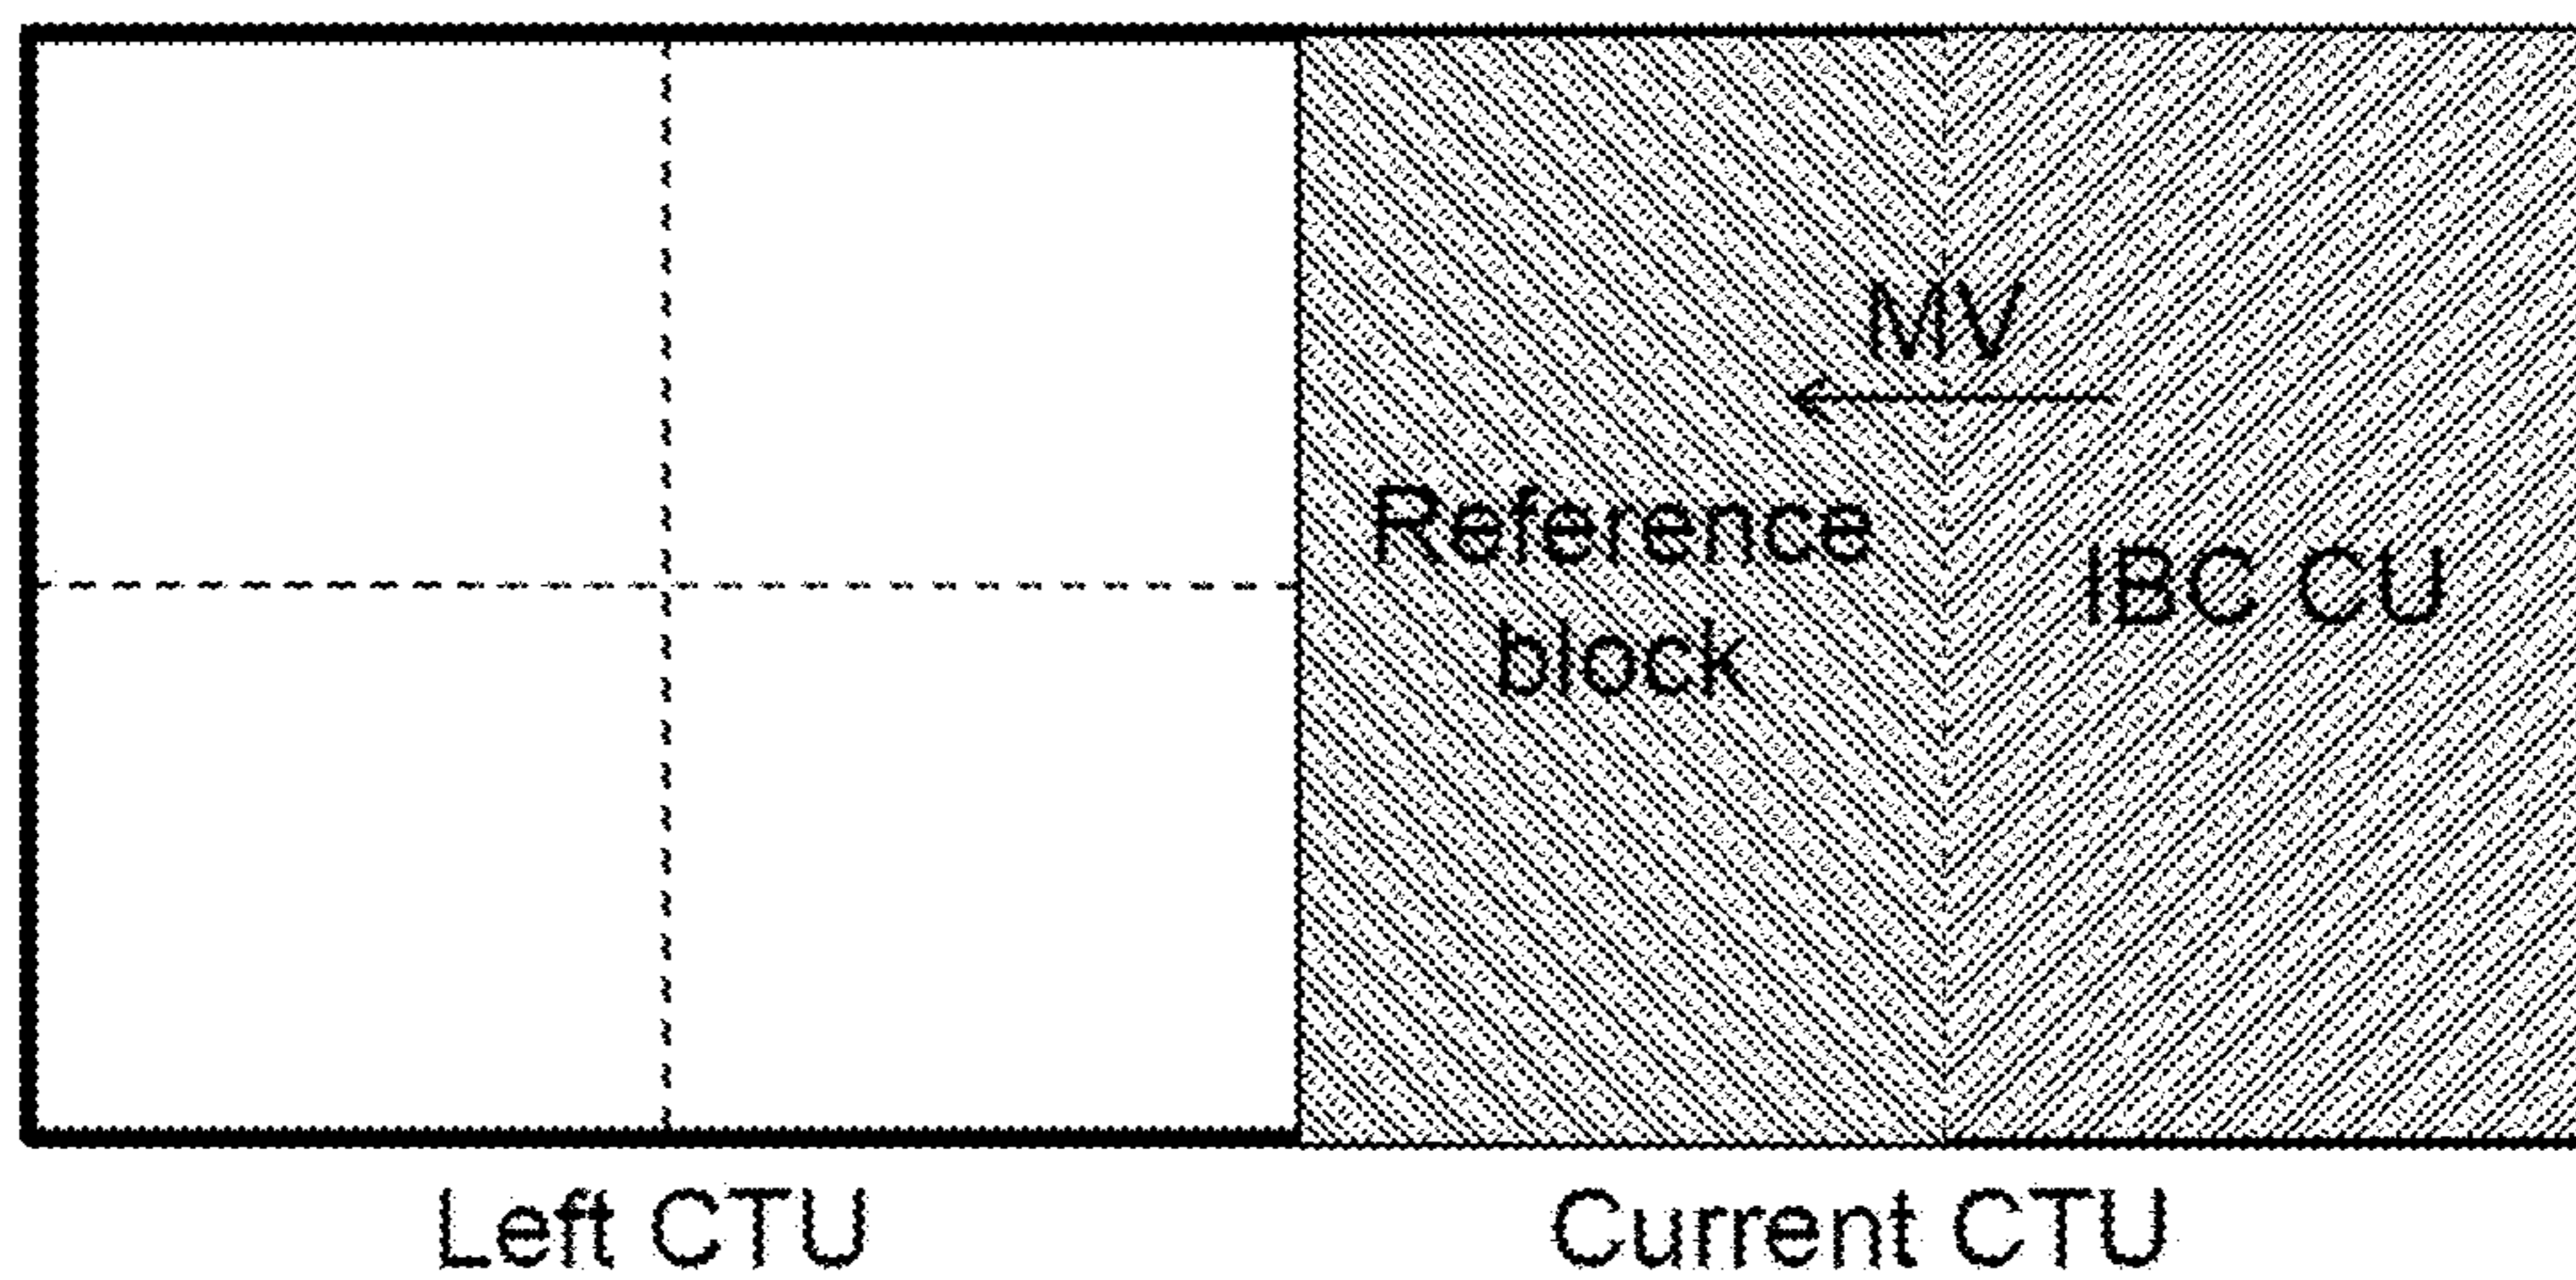 MV
Reference
block
IBC CU
Left CTU
Current CTU